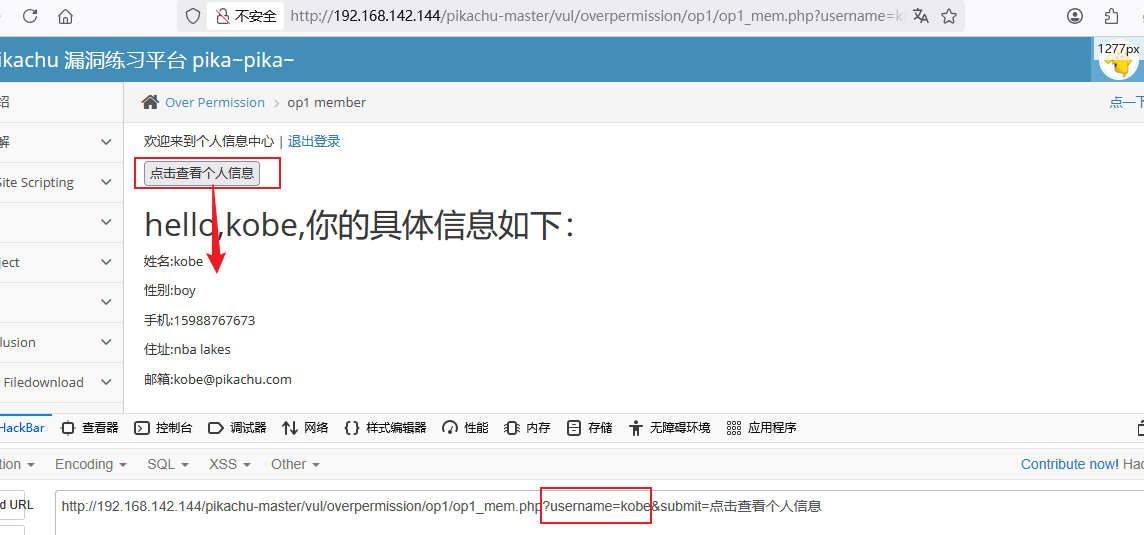 不安全 http://192.168.142.144/pikachu-master/vul/overpermission/op1/op1_mem.php?username=k
ikachu 漏洞练习平台 pika~pika~
1277px
绍
Over Permission > op1 member
点一下
解
欢迎来到个人信息中心 | 退出登录
点击查看个人信息
Site Scripting
hello,kobe,你的具体信息如下：
姓名:kobe
ject
性别:boy
手机:15988767673
lusion
住址:nba lakes
Filedownload
邮箱:kobe@pikachu.com
HackBar 查看器 控制台 调试器 网络 {} 样式编辑器 性能 内存 存储 无障碍环境 应用程序
tion Encoding SQL XSS Other
Contribute now! Hac
d URL
http://192.168.142.144/pikachu-master/vul/overpermission/op1/op1_mem.php?username=kobe&submit=点击查看个人信息